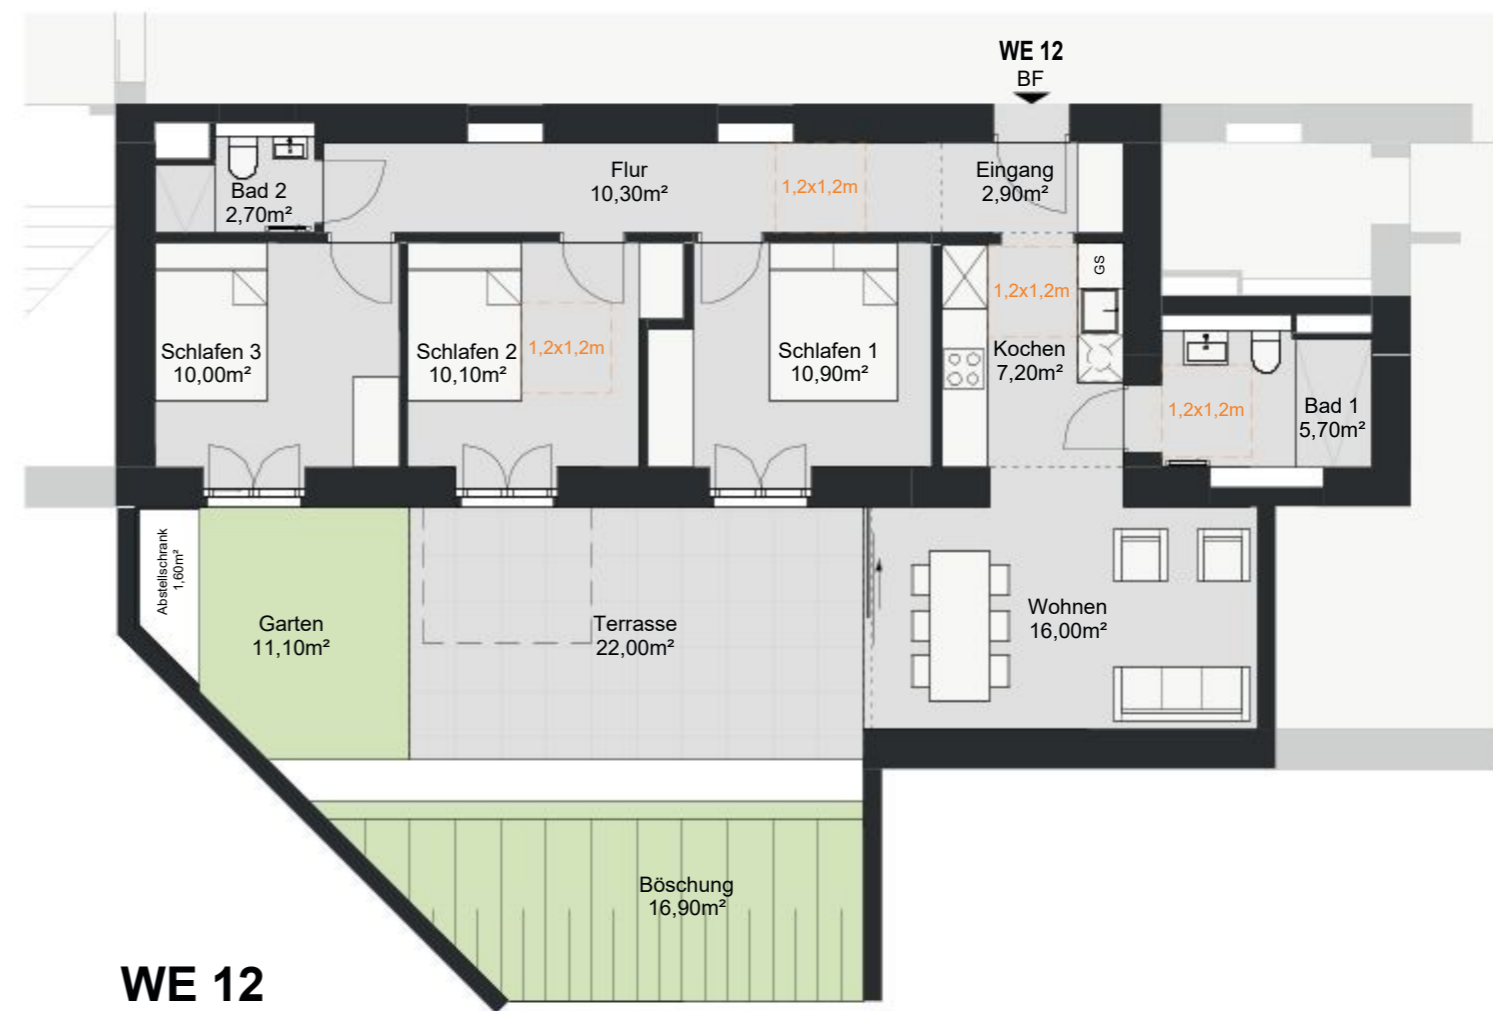 WE 12
BF
Flur
10,30m²
1,2x1,2m
Eingang
2,90m²
Bad 2
2,70m²
GS
1,2x1,2m
Schlafen 3
10,00m²
Schlafen 2
10,10m²
1,2x1,2m
Schlafen 1
10,90m²
Kochen
7,20m²
1,2x1,2m
Bad 1
5,70m²
Abstellschrank
1,60m²
Garten
11,10m²
Terrasse
22,00m²
Wohnen
16,00m²
Böschung
16,90m²
WE 12